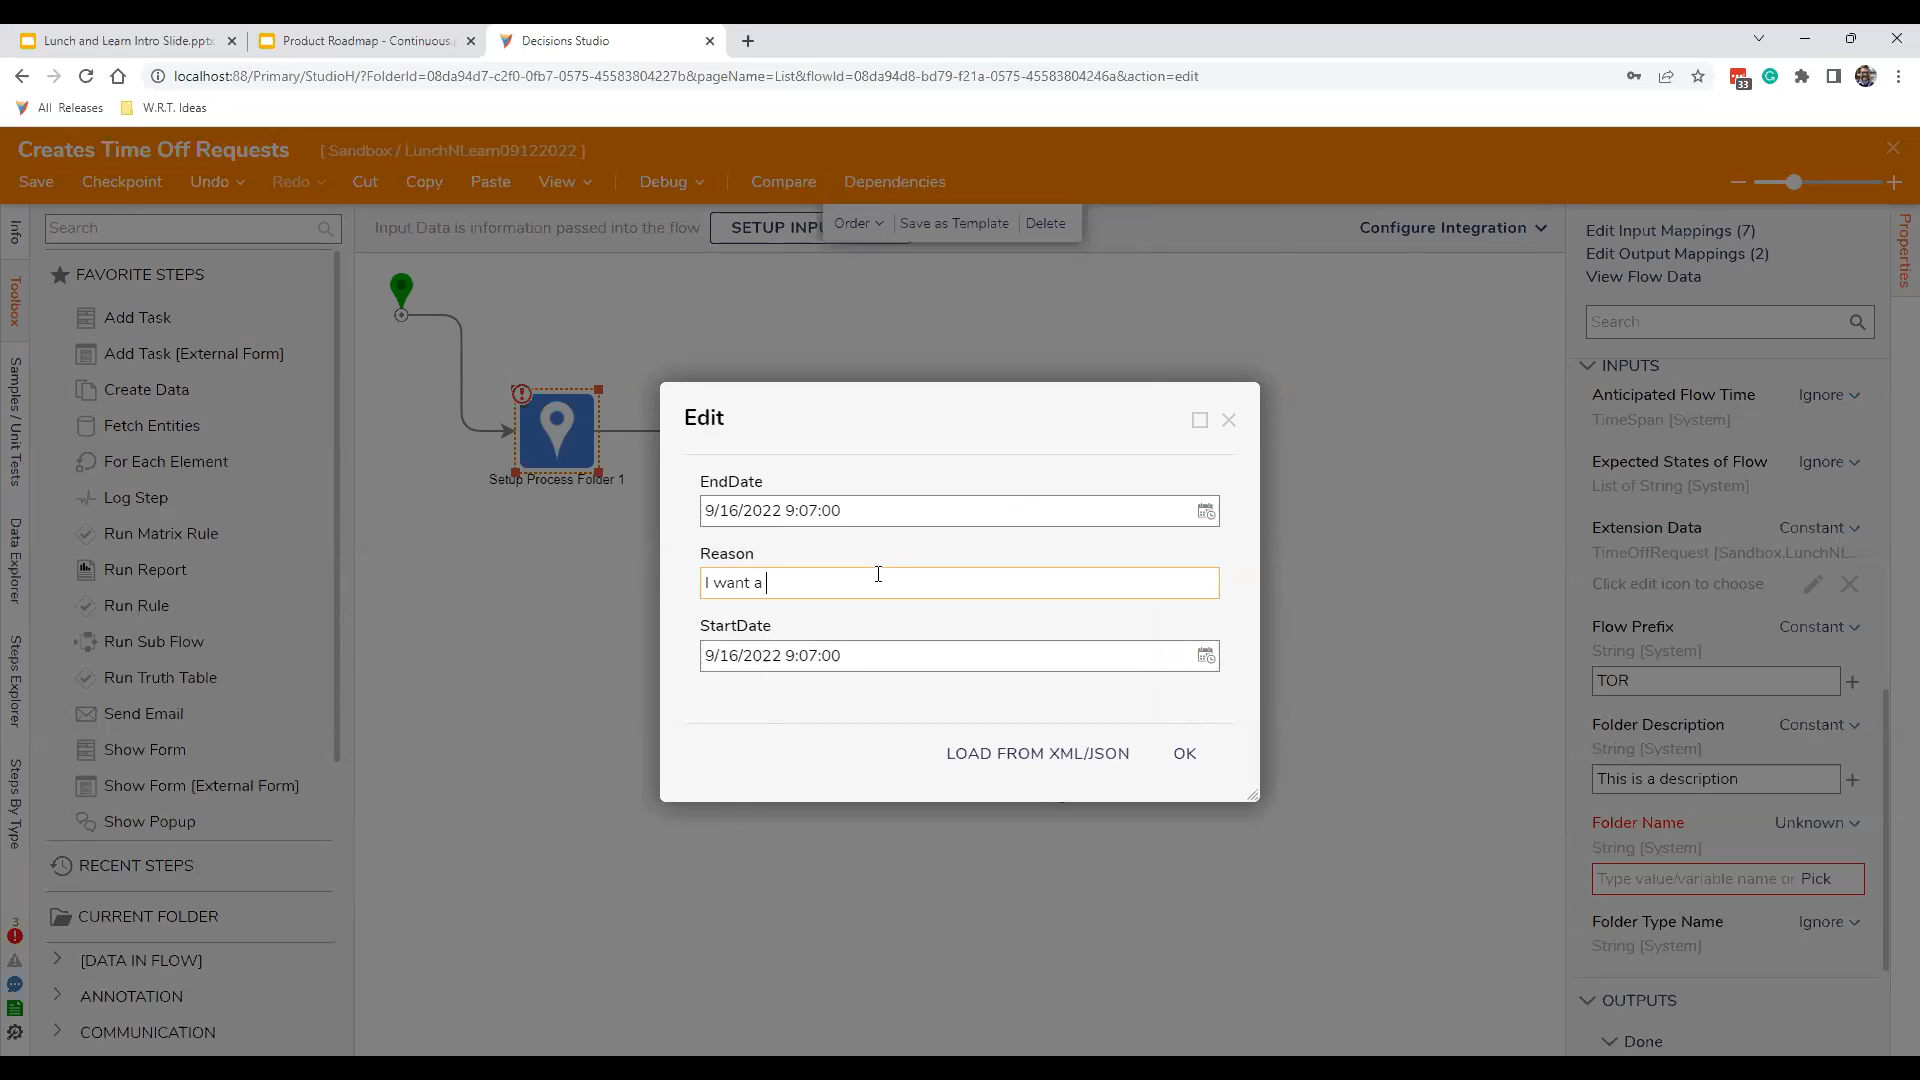 Lunch and Learn Intro Slide.pptx
Product Roadmap - Continuous.p
Decisions Studio
localhost:88/Primary/StudioH/?FolderId=08da94d7-c2f0-0fb7-0575-45583804227b&pageName=List&flowId=08da94d8-bd79-f21a-0575-45583804246a&action=edit
33
All Releases
W.R.T. Ideas
Creates Time Off Requests
[ Sandbox / LunchNLearn09122022 ]
Save
Checkpoint
Undo
Redo
Cut
Copy
Paste
View
Debug
Compare
Dependencies
Info
Toolbox
Samples / Unit Tests
Data Explorer
Steps Explorer
Steps By Type
3
Search
FAVORITE STEPS
Add Task
Add Task [External Form]
Create Data
Fetch Entities
For Each Element
Log Step
Run Matrix Rule
Run Report
Run Rule
Run Sub Flow
Run Truth Table
Send Email
Show Form
Show Form [External Form]
Show Popup
RECENT STEPS
CURRENT FOLDER
[DATA IN FLOW]
ANNOTATION
COMMUNICATION
Input Data is information passed into the flow
SETUP INPU
Order
Save as Template
Delete
Configure Integration
Setup Process Folder 1
Edit
EndDate
9/16/2022 9:07:00
Reason
I want a
StartDate
9/16/2022 9:07:00
LOAD FROM XML/JSON
OK
Properties
Edit Input Mappings (7)
Edit Output Mappings (2)
View Flow Data
Search
INPUTS
Anticipated Flow Time
Ignore
TimeSpan [System]
Expected States of Flow
Ignore
List of String [System]
Extension Data
Constant
TimeOffRequest [Sandbox.LunchNL...
Click edit icon to choose
Flow Prefix
Constant
String [System]
TOR
Folder Description
Constant
String [System]
This is a description
Folder Name
Unknown
String [System]
Type value/variable name or Pick
Folder Type Name
Ignore
String [System]
OUTPUTS
Done